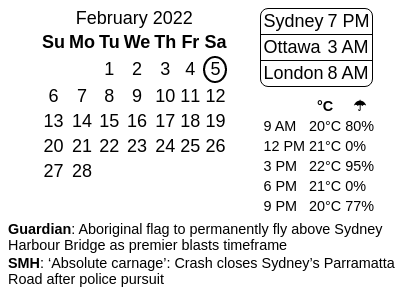 February 2022
Su Mo Tu We Th Fr Sa
1 2 3 4 5
6 7 8 9 10 11 12
13 14 15 16 17 18 19
20 21 22 23 24 25 26
27 28
Sydney 7 PM
Ottawa 3 AM
London 8 AM
°C ☂
9 AM 20°C 80%
12 PM 21°C 0%
3 PM 22°C 95%
6 PM 21°C 0%
9 PM 20°C 77%
Guardian: Aboriginal flag to permanently fly above Sydney
Harbour Bridge as premier blasts timeframe
SMH: ‘Absolute carnage’: Crash closes Sydney’s Parramatta
Road after police pursuit